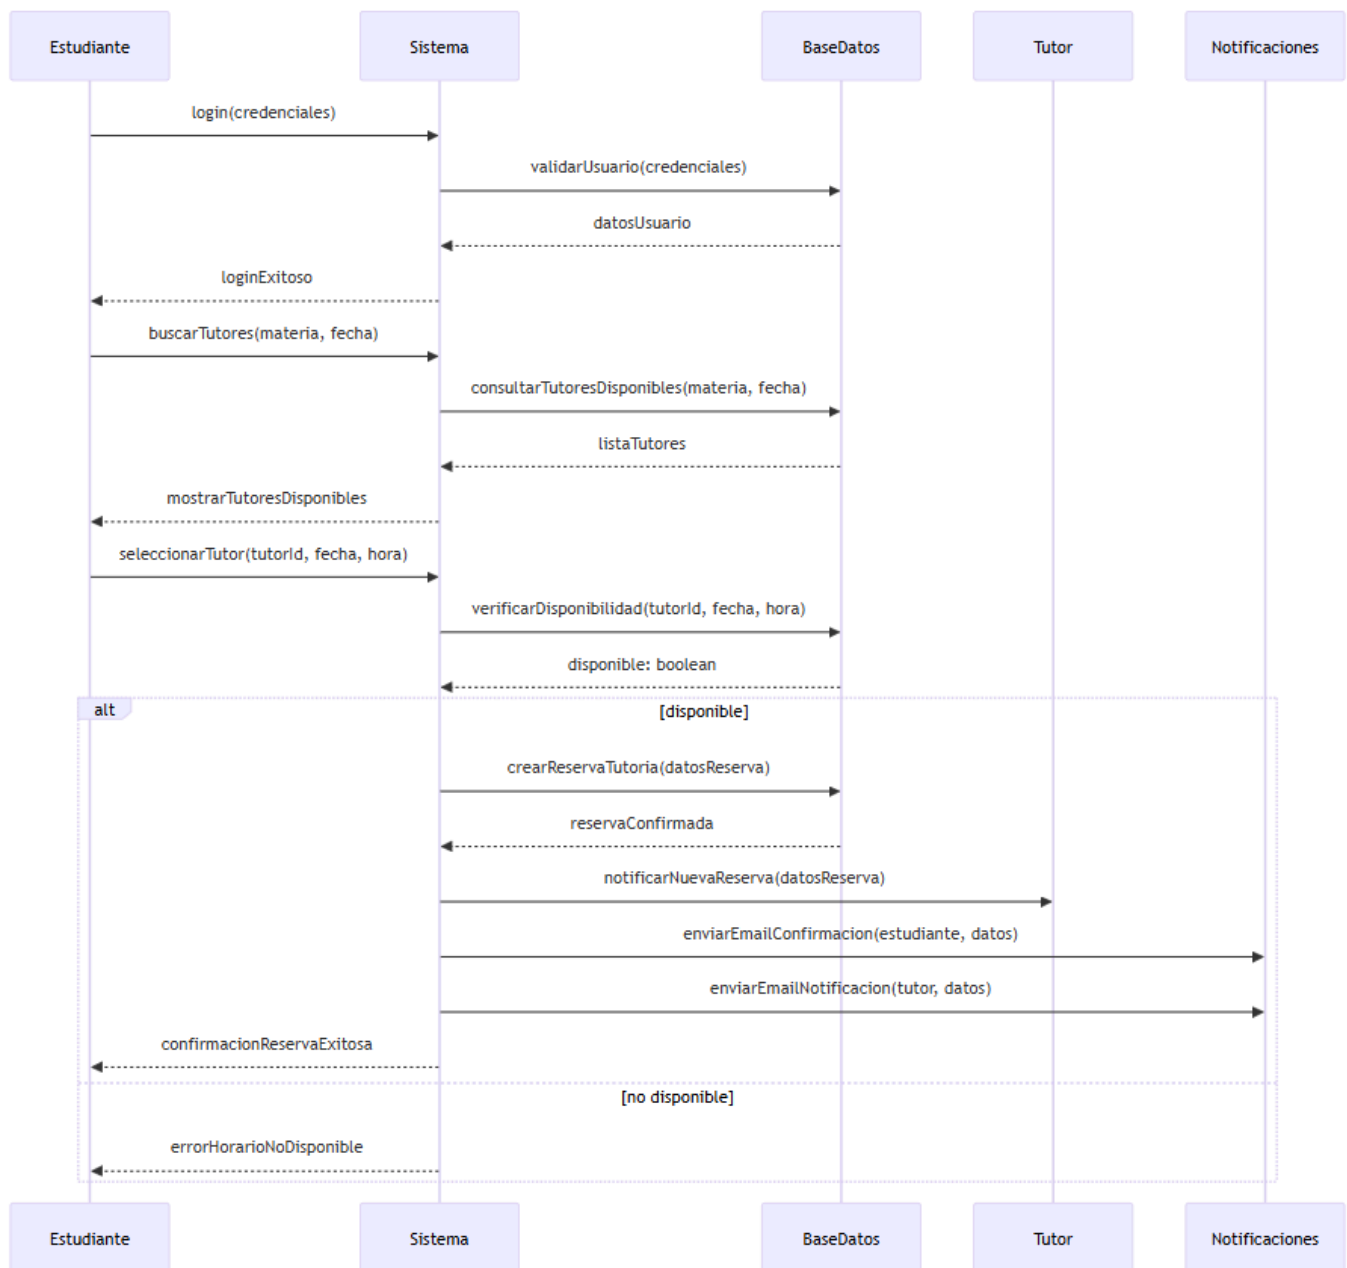 Estudiante
Sistema
BaseDatos
Tutor
Notificaciones
login(credenciales)
validarUsuario(credenciales)
datosUsuario
loginExitoso
buscarTutores(materia, fecha)
consultarTutoresDisponibles(materia, fecha)
listaTutores
mostrarTutoresDisponibles
seleccionarTutor(tutorId, fecha, hora)
verificarDisponibilidad(tutorId, fecha, hora)
disponible: boolean
alt
[disponible]
crearReservaTutoria(datosReserva)
reservaConfirmada
notificarNuevaReserva(datosReserva)
enviarEmailConfirmacion(estudiante, datos)
enviarEmailNotificacion(tutor, datos)
confirmacionReservaExitosa
[no disponible]
errorHorarioNoDisponible
Estudiante
Sistema
BaseDatos
Tutor
Notificaciones